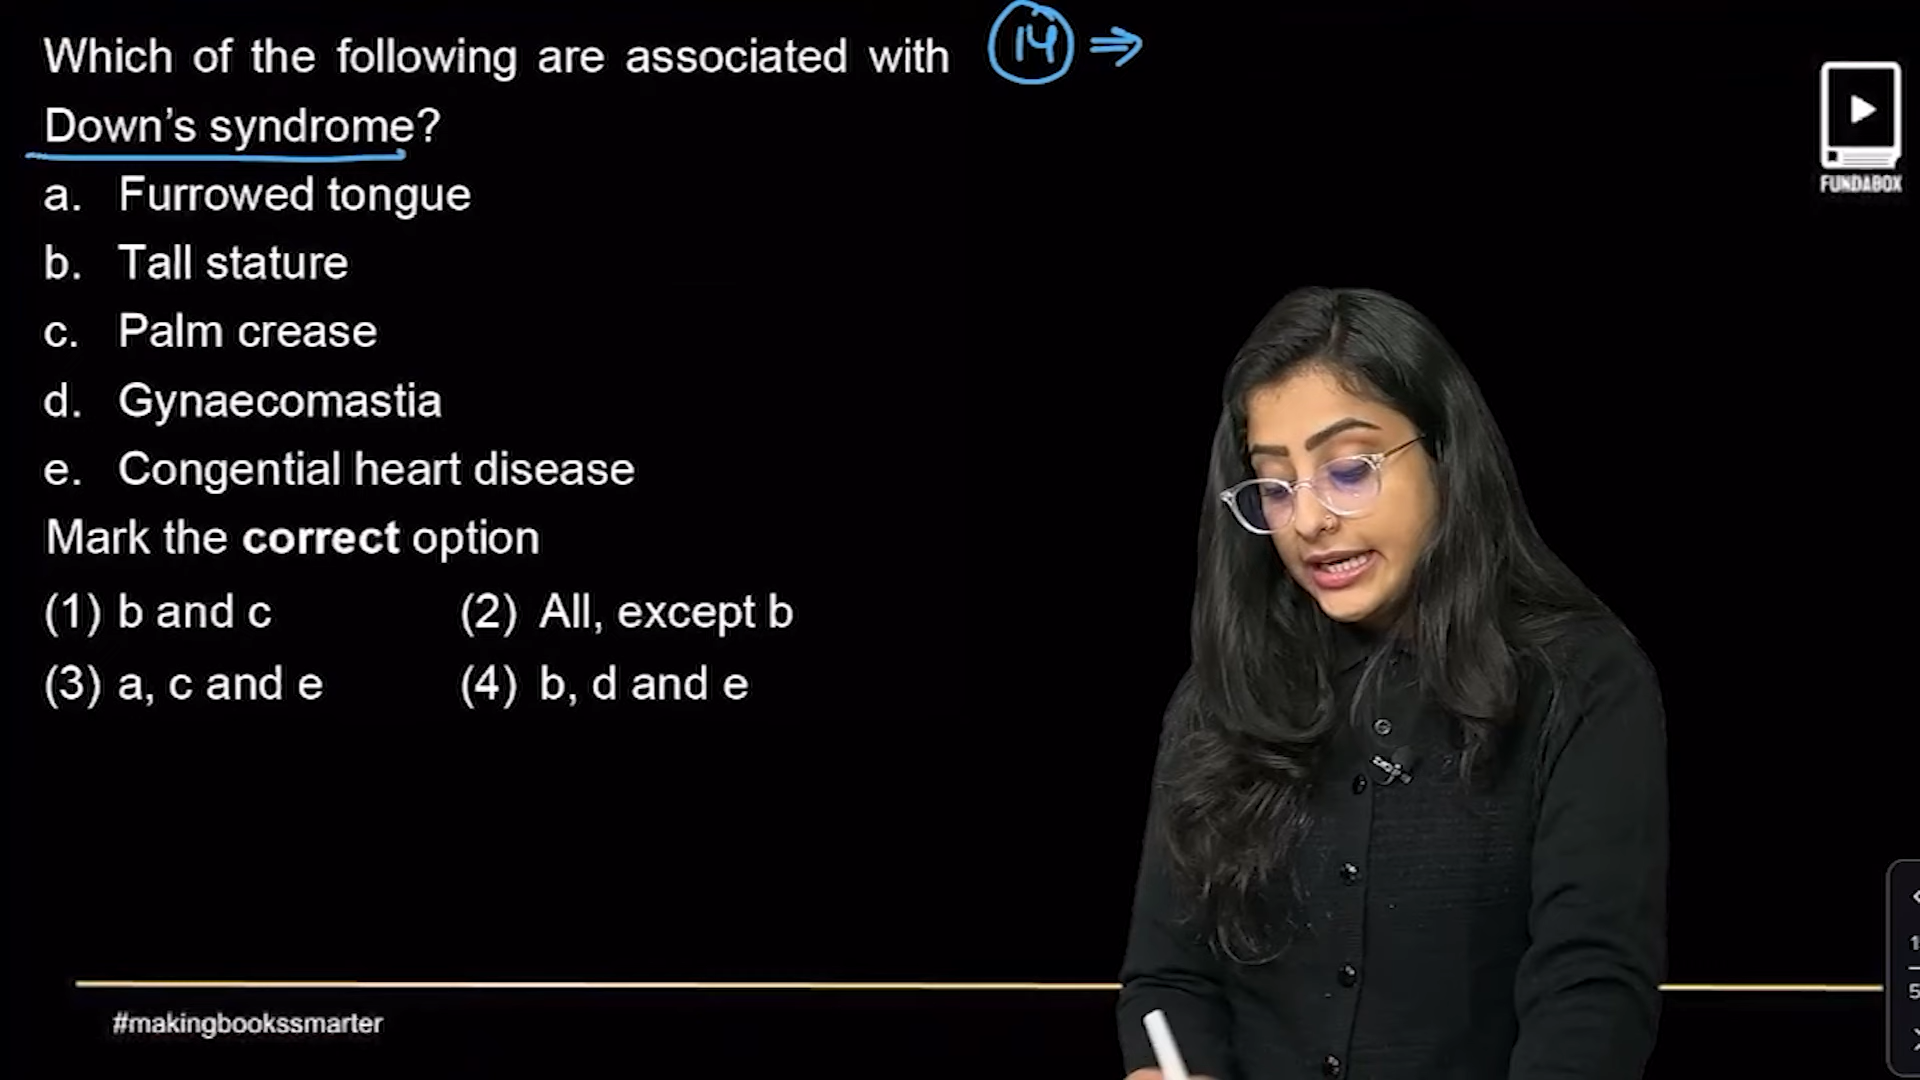 Which of the following are associated with 14 ⇒
Down's syndrome?
a. Furrowed tongue
b. Tall stature
c. Palm crease
d. Gynaecomastia
e. Congential heart disease
Mark the correct option
(1) b and c (2) All, except b
(3) a, c and e (4) b, d and e
FUNDABOX
#makingbookssmarter